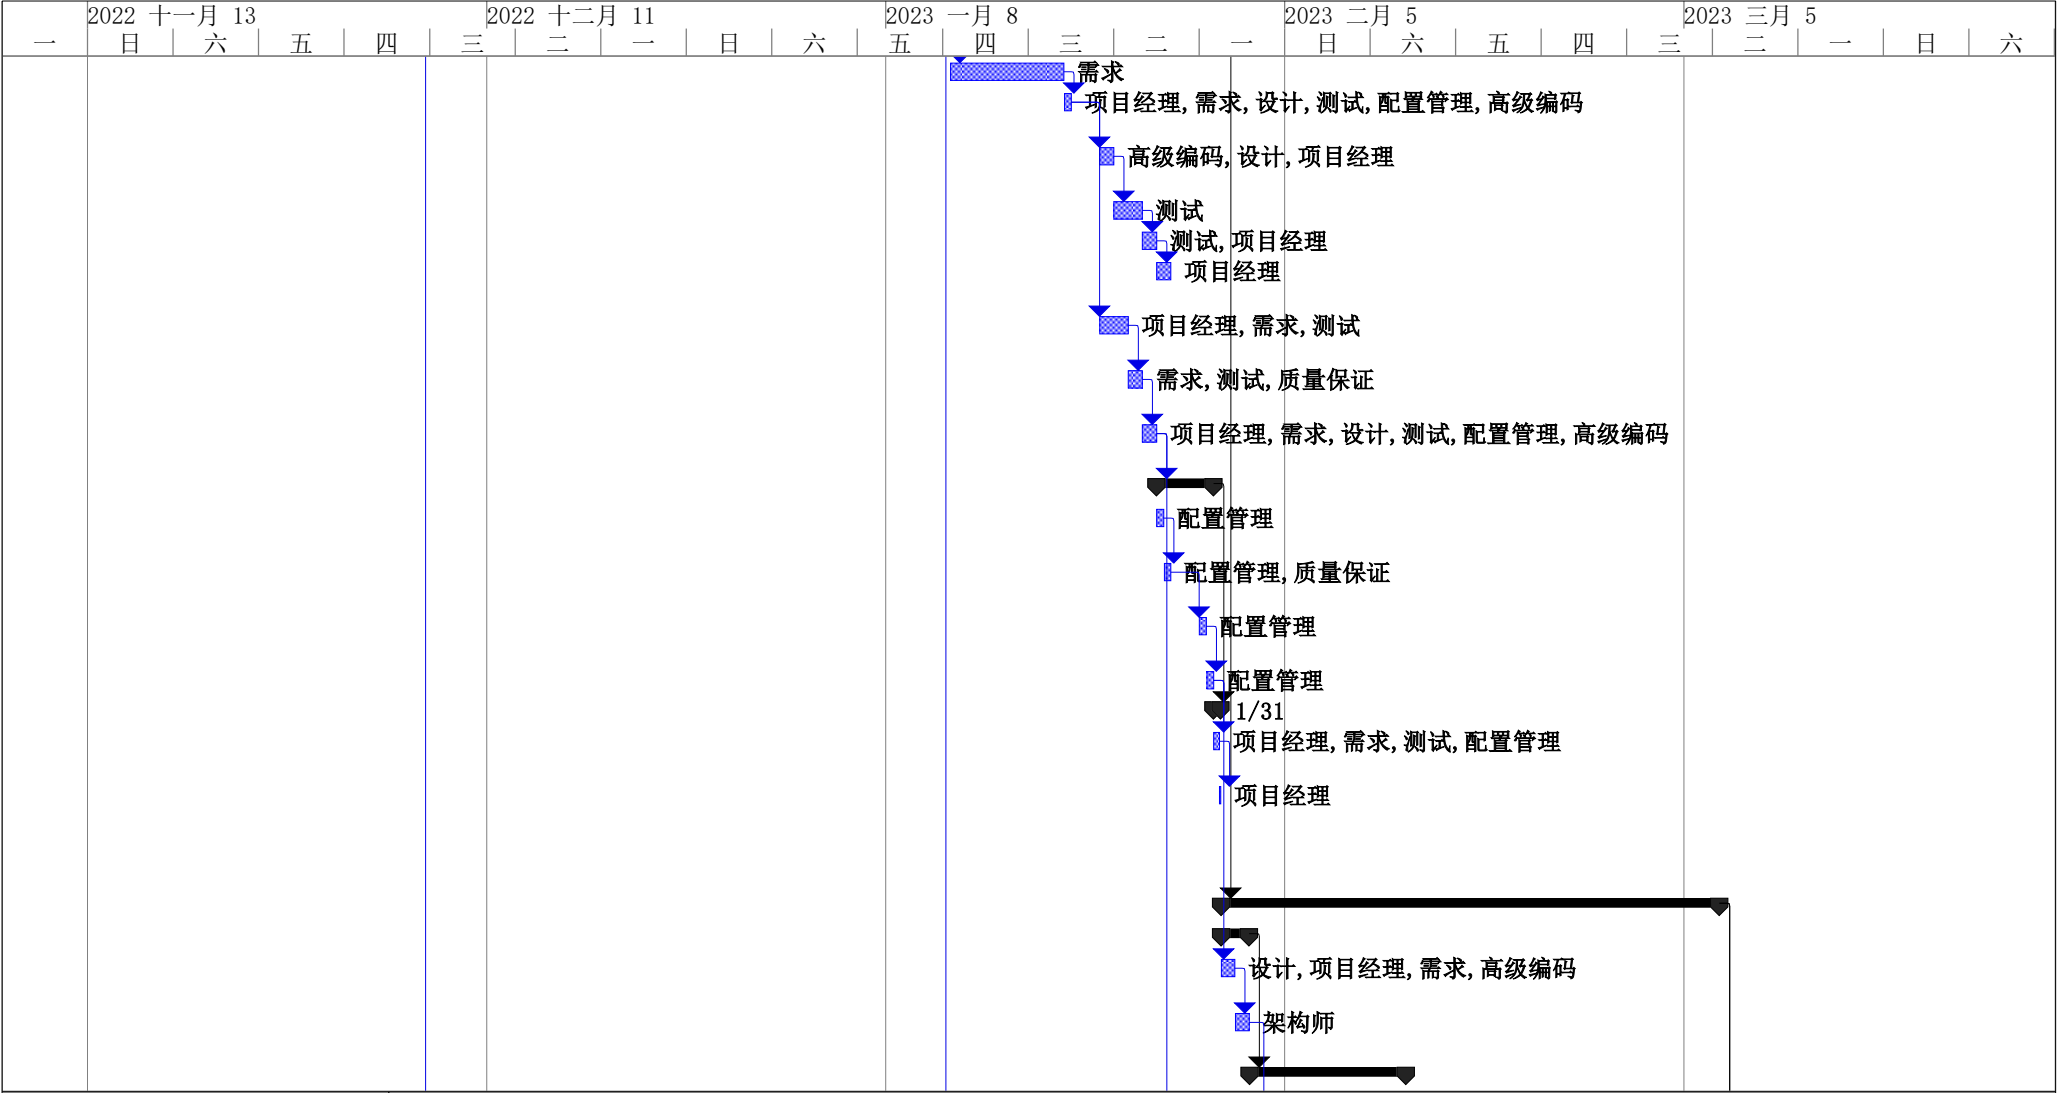 2022 十一月 13 2022 十二月 11 2023 一月 8 2023 二月 5 2023 三月 5
一 日 六 五 四 三 二 一 日 六 五 四 三 二 一 日 六 五 四 三 二 一 日 六
需求
项目经理,需求,设计,测试,配置管理,高级编码
高级编码,设计,项目经理
测试
测试,项目经理
项目经理
项目经理,需求,测试
需求,测试,质量保证
项目经理,需求,设计,测试,配置管理,高级编码
配置管理
配置管理,质量保证
配置管理
配置管理
1/31
项目经理,需求,测试,配置管理
项目经理
设计,项目经理,需求,高级编码
架构师